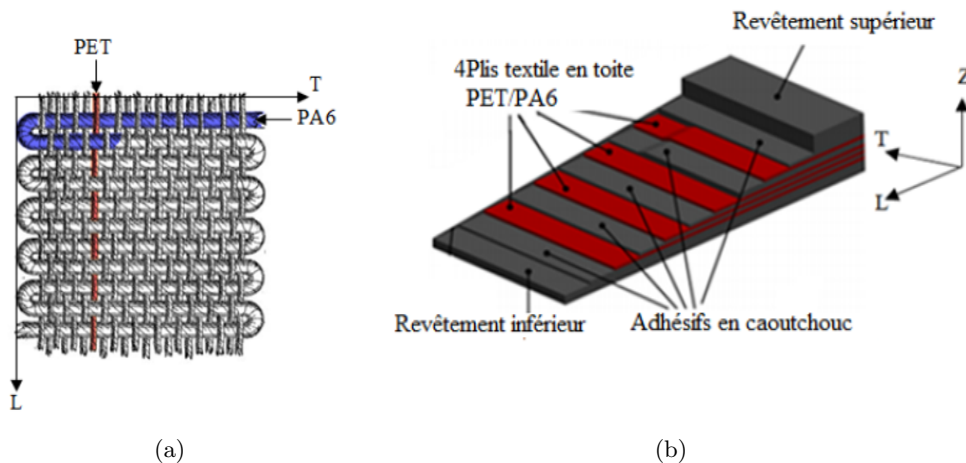 PET
T
PA6
L
(a)
Revêtement supérieur
4Plis textile en toite
PET/PA6
Z
T
L
Revêtement inférieur
Adhésifs en caoutchouc
(b)